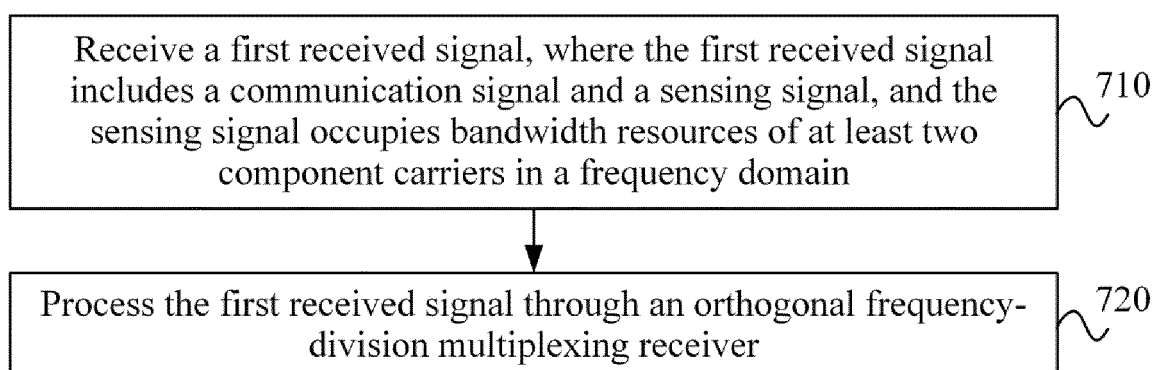 Receive a first received signal, where the first received signal
includes a communication signal and a sensing signal, and the
sensing signal occupies bandwidth resources of at least two
component carriers in a frequency domain
710
Process the first received signal through an orthogonal frequency-
division multiplexing receiver
720